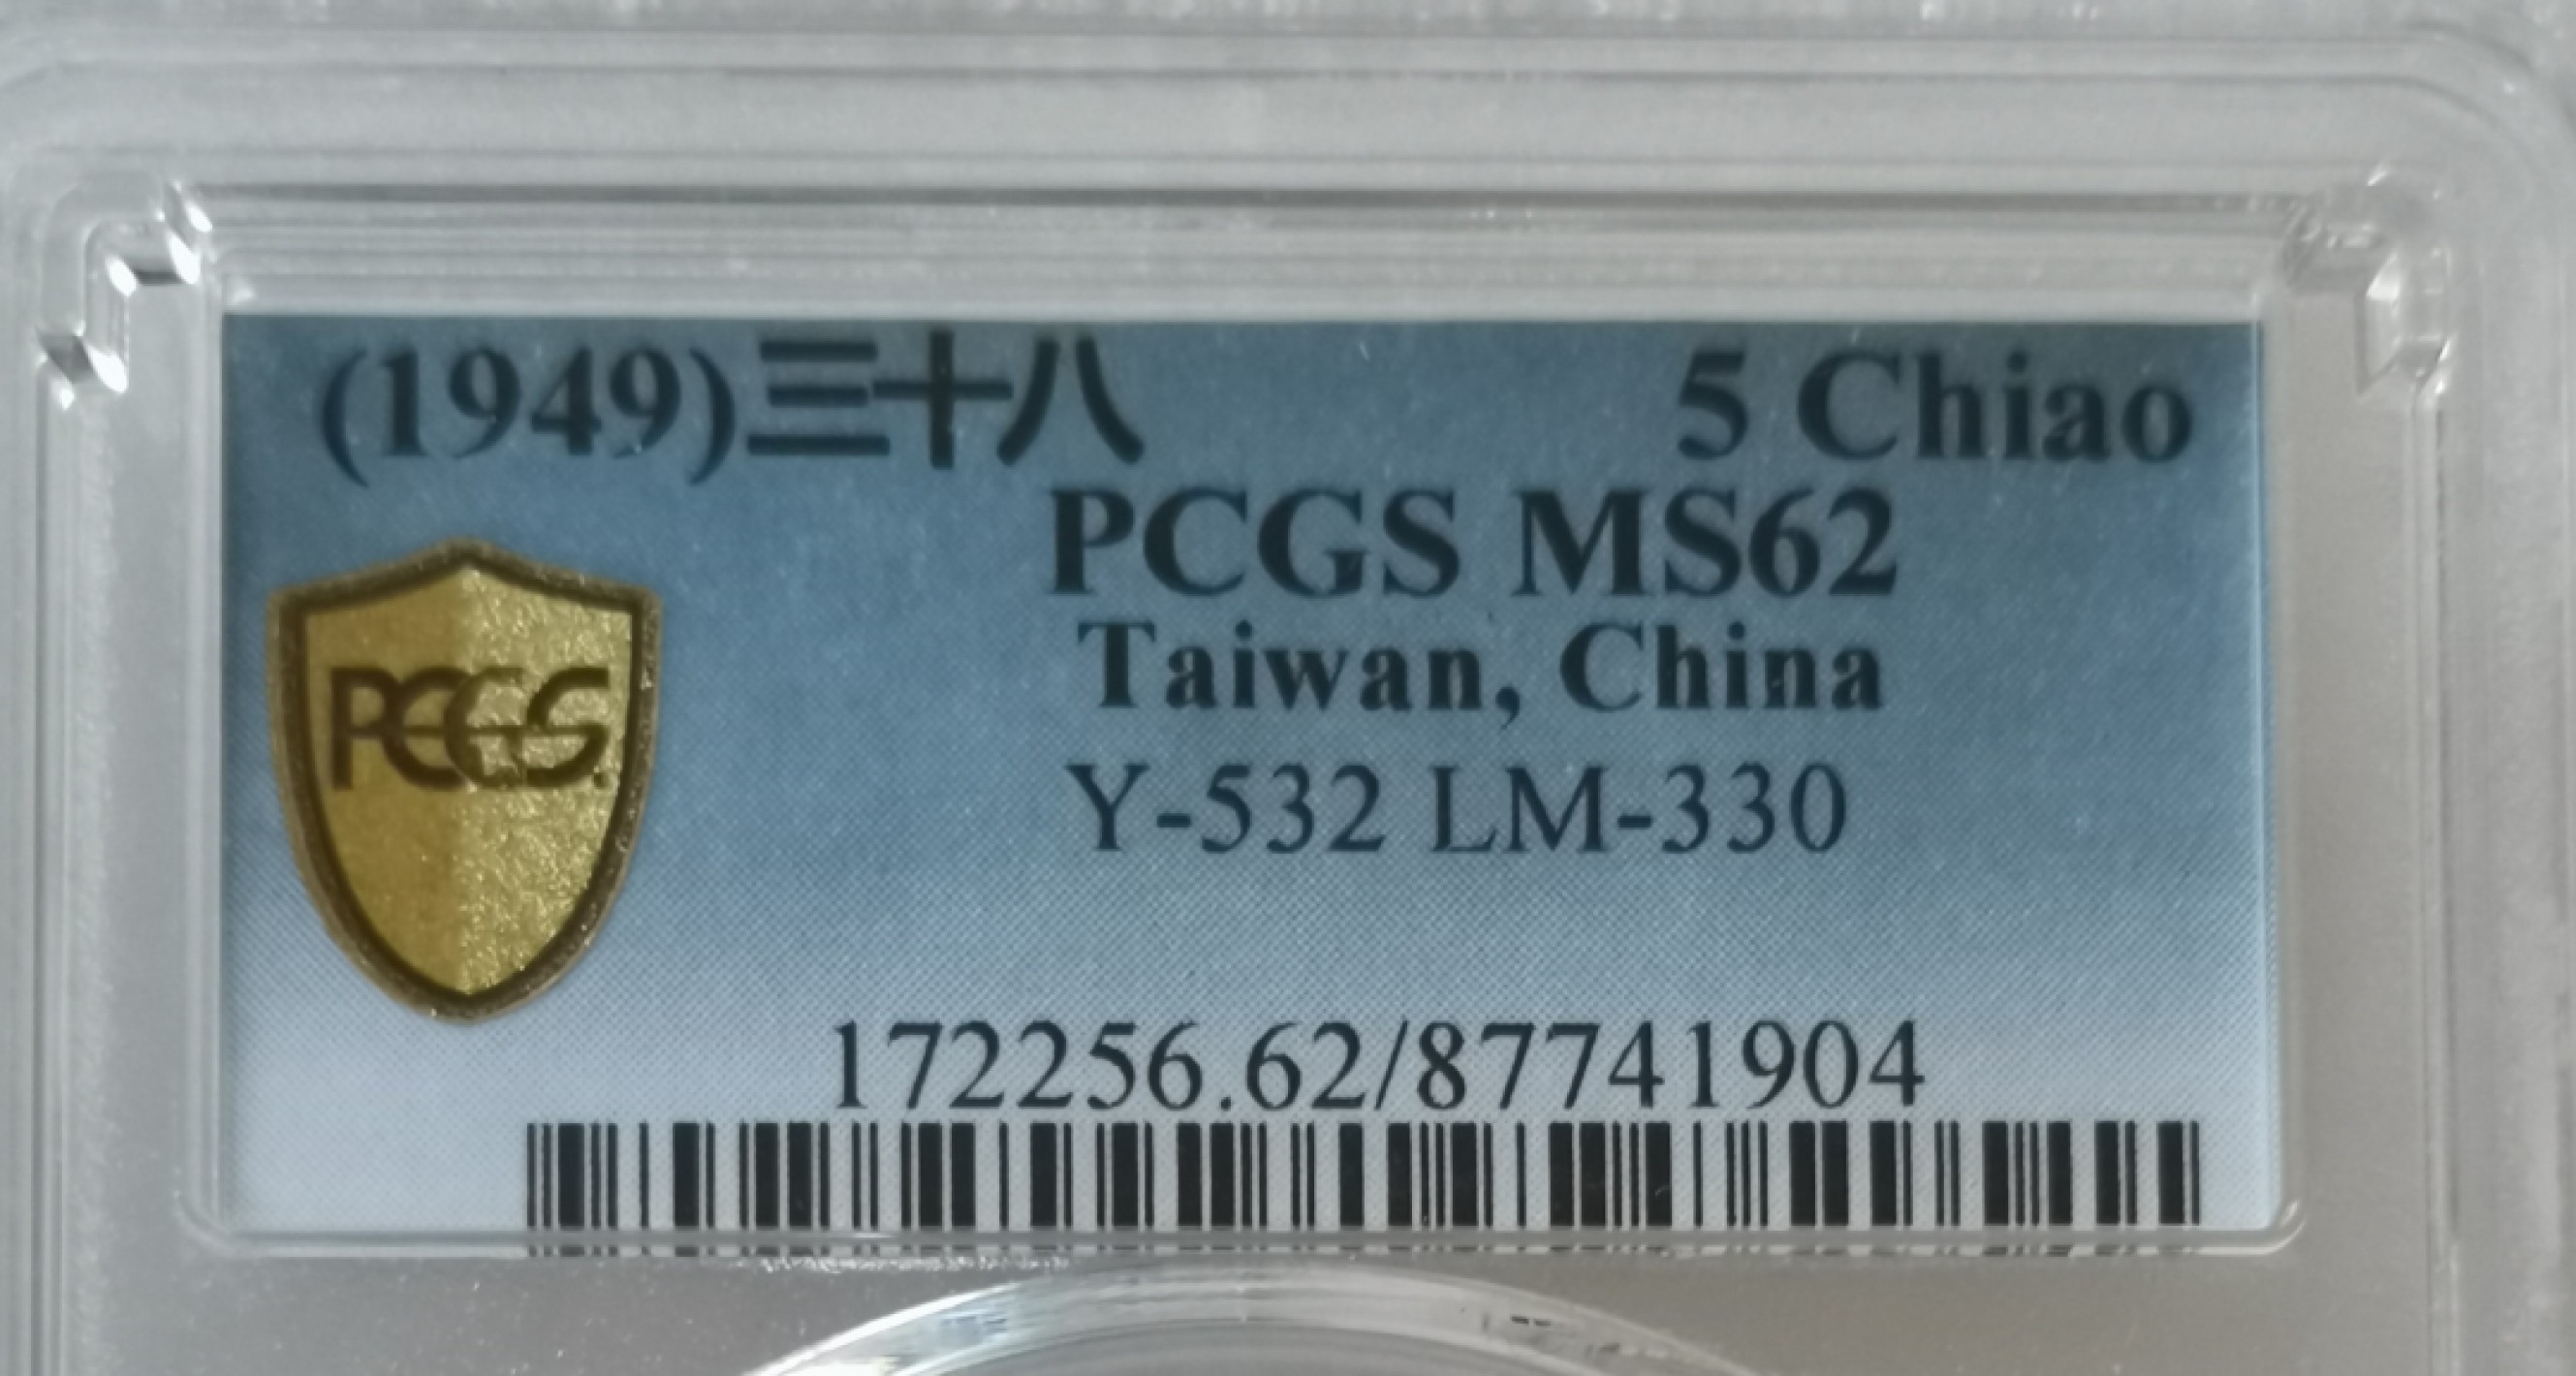 (1949)三十八 5 Chiao
PCGS MS62
Taiwan, China
PCGS
Y-532 LM-330
172256.62/87741904